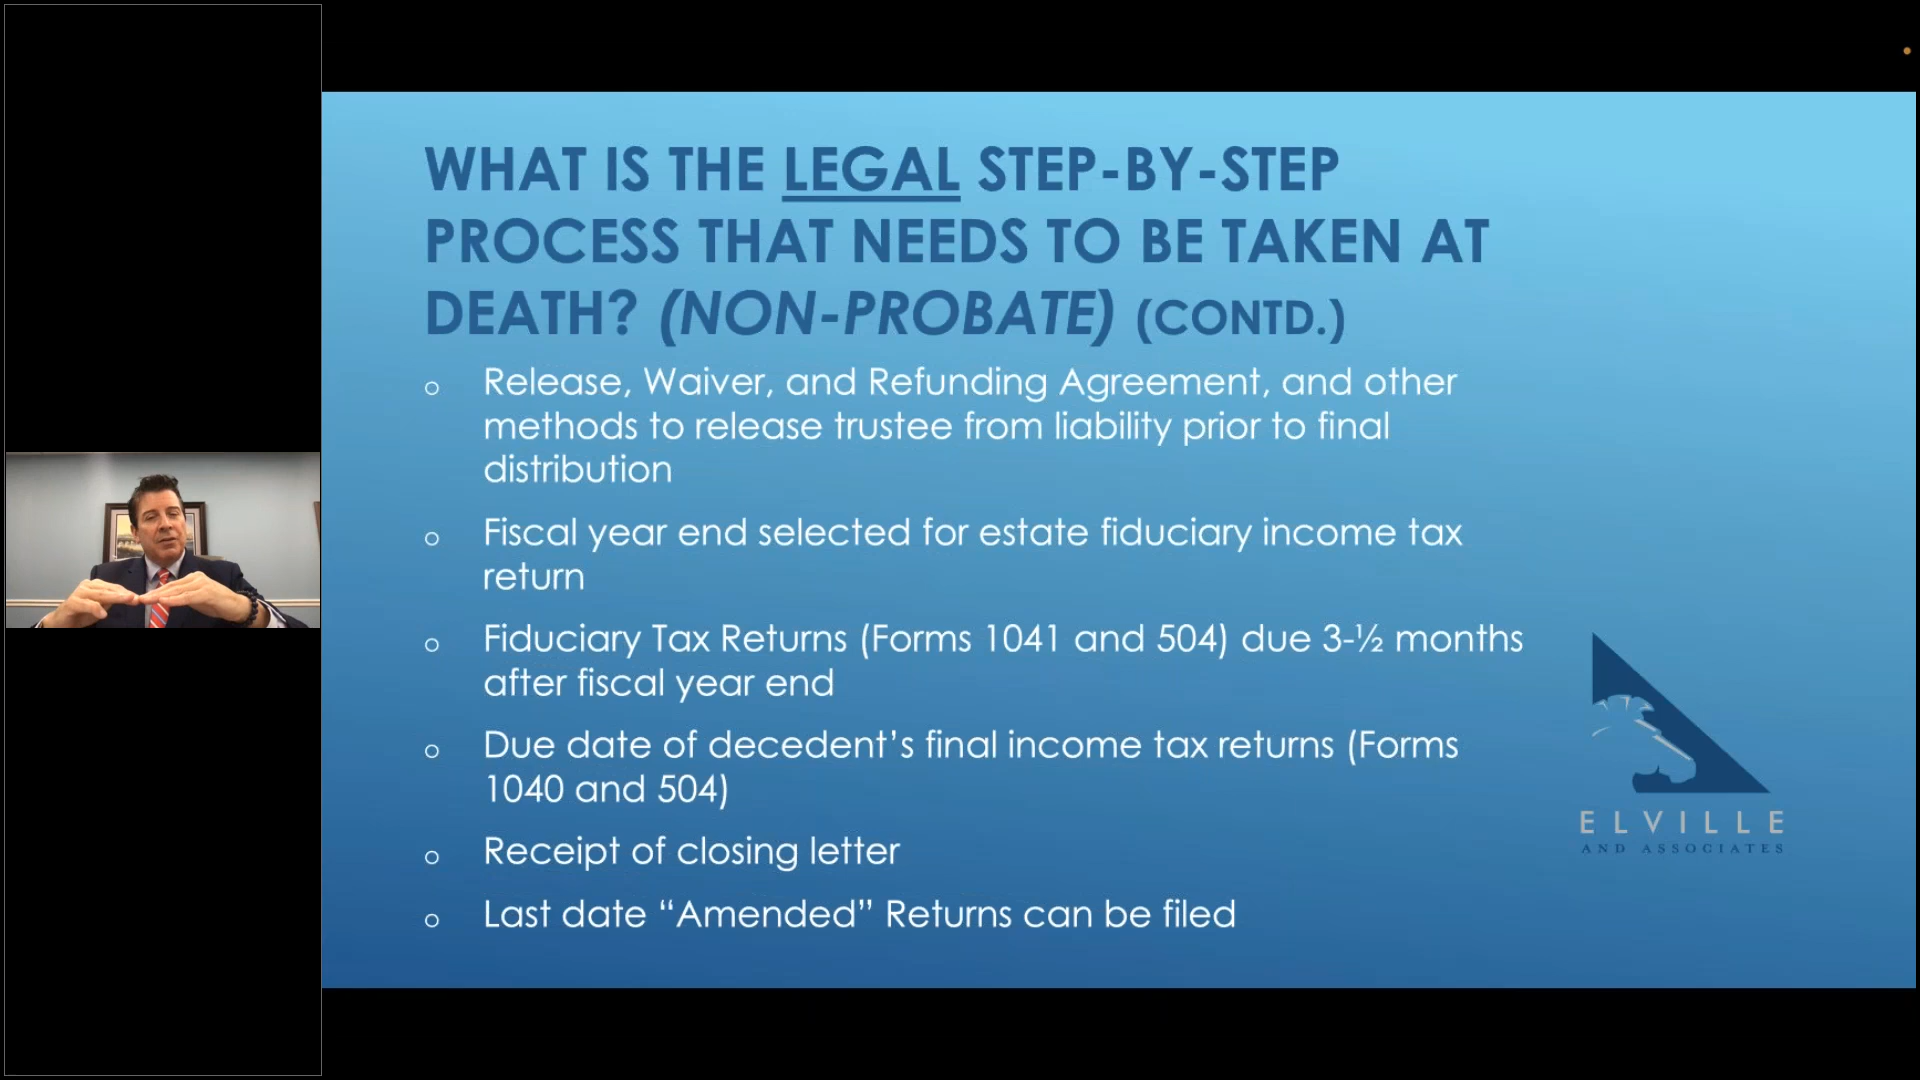 WHAT IS THE LEGAL STEP-BY-STEP
PROCESS THAT NEEDS TO BE TAKEN AT
DEATH? (NON-PROBATE) (CONTD.)
o Release, Waiver, and Refunding Agreement, and other
methods to release trustee from liability prior to final
distribution
o Fiscal year end selected for estate fiduciary income tax
return
o Fiduciary Tax Returns (Forms 1041 and 504) due 3-½ months
after fiscal year end
o Due date of decedent’s final income tax returns (Forms
1040 and 504)
o Receipt of closing letter
o Last date “Amended” Returns can be filed
ELVILLE
AND ASSOCIATES